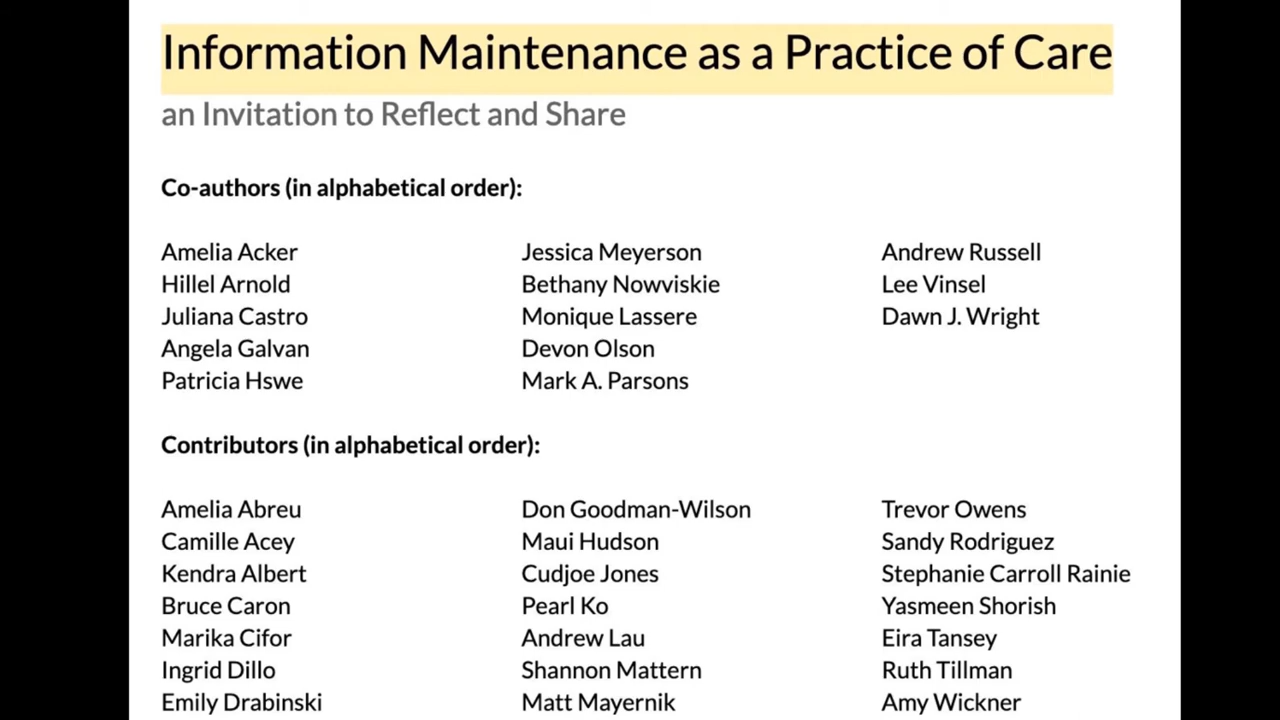 Information Maintenance as a Practice of Care
an Invitation to Reflect and Share
Co-authors (in alphabetical order):
Amelia Acker
Hillel Arnold
Juliana Castro
Angela Galvan
Patricia Hswe
Jessica Meyerson
Bethany Nowviskie
Monique Lassere
Devon Olson
Mark A. Parsons
Andrew Russell
Lee Vinsel
Dawn J. Wright
Contributors (in alphabetical order):
Amelia Abreu
Camille Acey
Kendra Albert
Bruce Caron
Marika Cifor
Ingrid Dillo
Emily Drabinski
Don Goodman-Wilson
Maui Hudson
Cudjoe Jones
Pearl Ko
Andrew Lau
Shannon Mattern
Matt Mayernik
Trevor Owens
Sandy Rodriguez
Stephanie Carroll Rainie
Yasmeen Shorish
Eira Tansey
Ruth Tillman
Amy Wickner